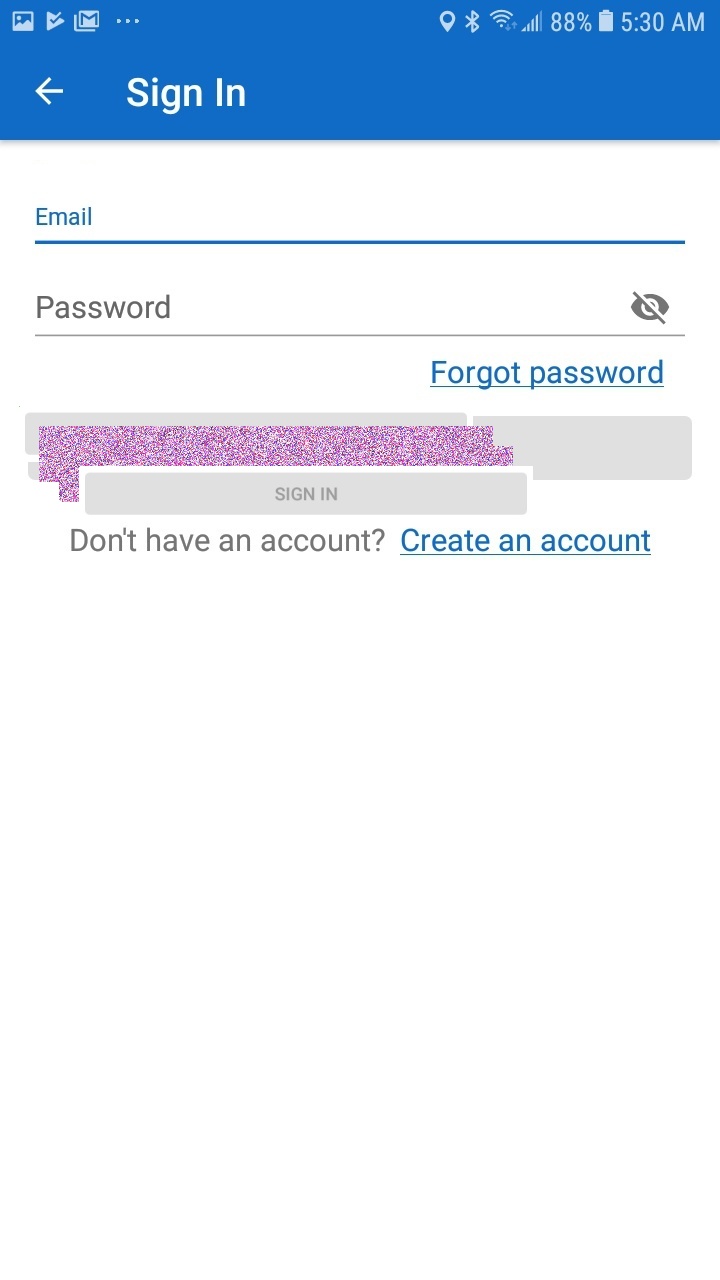 88% 5:30 AM
Sign In
Email
Password
Forgot password
SIGN IN
Don't have an account? Create an account